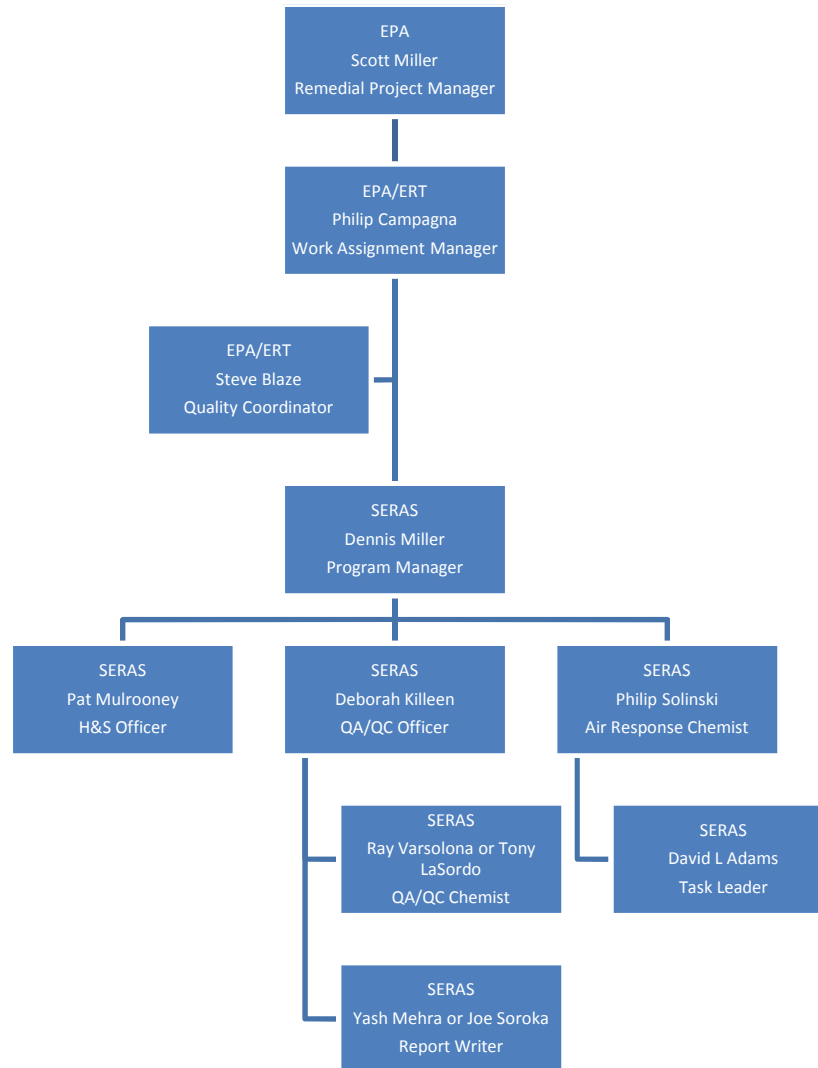 EPA
Scott Miller
Remedial Project Manager
EPA/ERT
Philip Campagna
Work Assignment Manager
EPA/ERT
Steve Blaze
Quality Coordinator
SERAS
Dennis Miller
Program Manager
SERAS
Pat Mulrooney
H&S Officer
SERAS
Deborah Killeen
QA/QC Officer
SERAS
Philip Solinski
Air Response Chemist
SERAS
Ray Varsolona or Tony
LaSordo
QA/QC Chemist
SERAS
David L Adams
Task Leader
SERAS
Yash Mehra or Joe Soroka
Report Writer